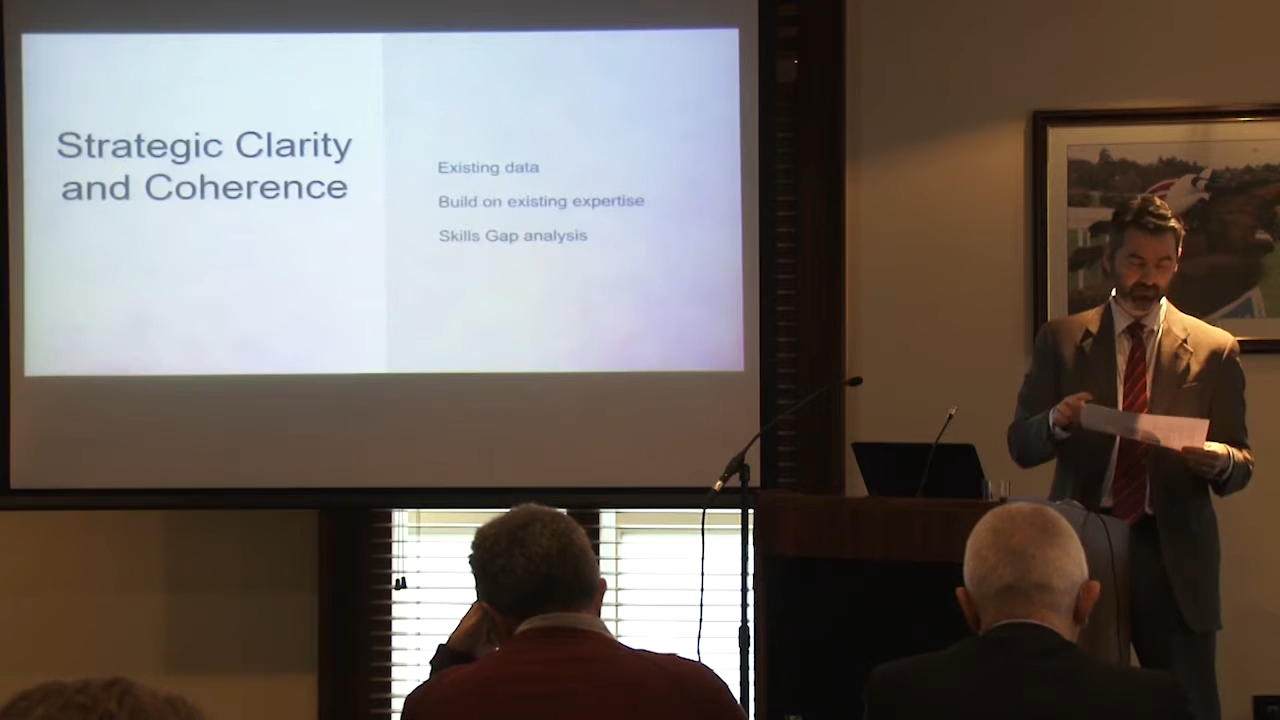 Strategic Clarity
and Coherence
Existing data
Build on existing expertise
Skills Gap analysis